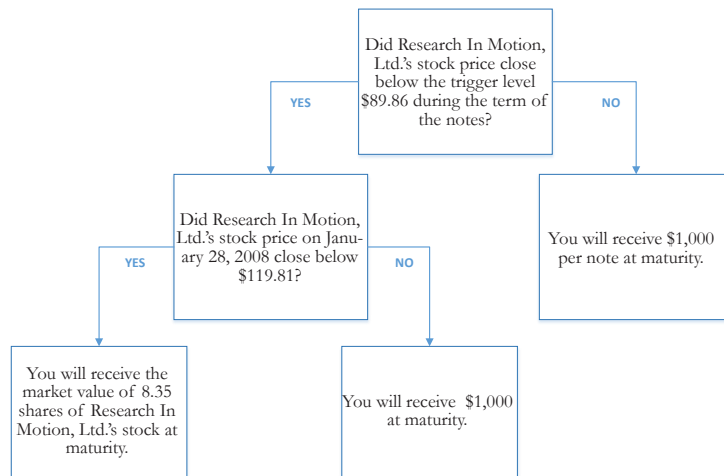 Did Research In Motion,
Ltd.'s stock price close
below the trigger level
$89.86 during the term of
the notes?
YES
NO
Did Research In Motion,
Ltd.'s stock price on Janu-
ary 28, 2008 close below
$119.81?
You will receive $1,000
per note at maturity.
YES
NO
You will receive the
market value of 8.35
shares of Research In
Motion, Ltd.'s stock at
maturity.
You will receive $1,000
at maturity.